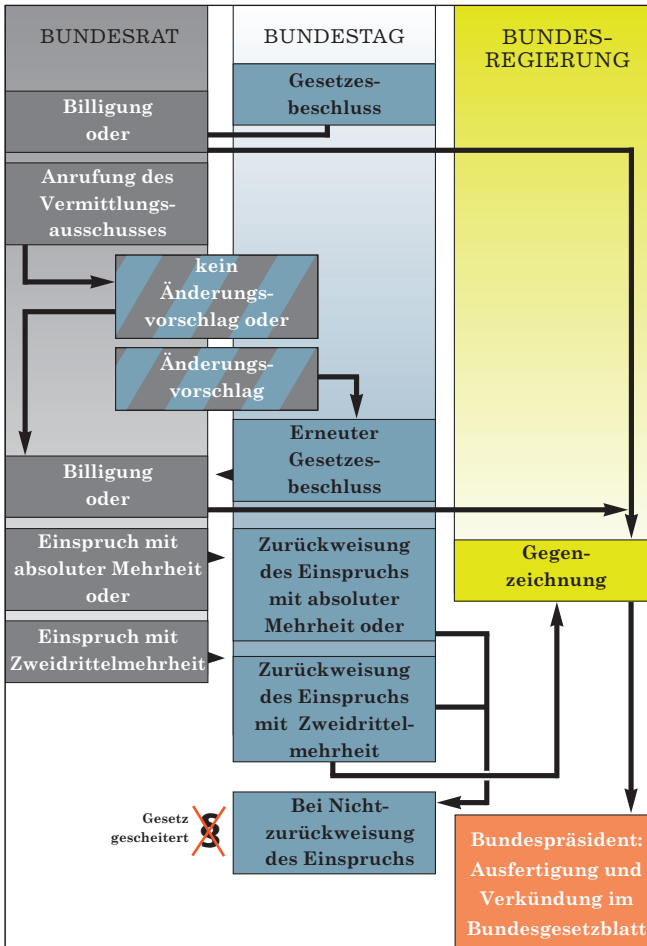 BUNDESRAT
BUNDESTAG
BUNDES-
REGIERUNG
Gesetzes-
beschluss
Billigung
oder
Anrufung des
Vermittlungs-
ausschusses
kein
Änderungs-
vorschlag oder
Änderungs-
vorschlag
Erneuter
Gesetzes-
beschluss
Billigung
oder
Einspruch mit
absoluter Mehrheit
oder
Zurückweisung
des Einspruchs
mit absoluter
Mehrheit oder
Gegen-
zeichnung
Einspruch mit
Zweidrittelmehrheit
Zurückweisung
des Einspruchs
mit Zweidrittel-
mehrheit
Gesetz
gescheitert
§
Bei Nicht-
zurückweisung
des Einspruchs
Bundespräsident:
Ausfertigung und
Verkündung im
Bundesgesetzblatt